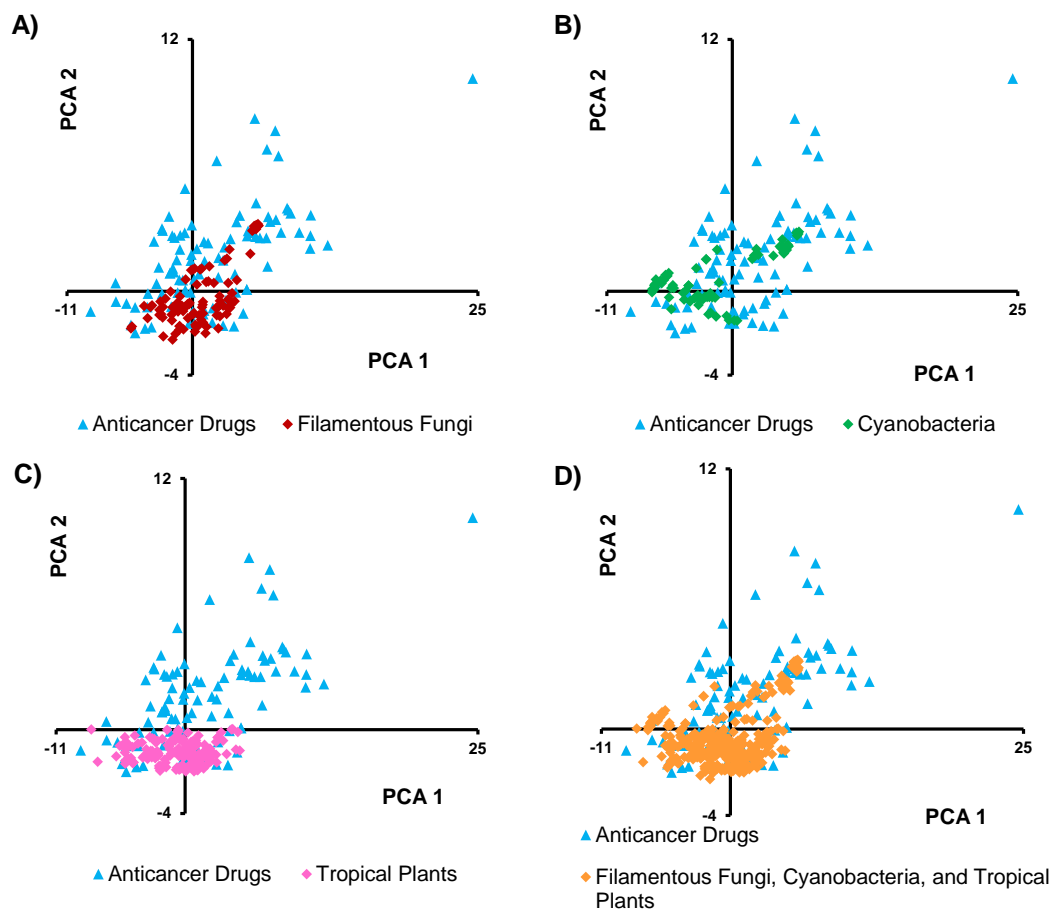 A)
12
PCA 2
-11
25
-4
PCA 1
Anticancer Drugs
Filamentous Fungi
B)
12
PCA 2
-11
25
-4
PCA 1
Anticancer Drugs
Cyanobacteria
C)
12
PCA 2
-11
25
-4
PCA 1
Anticancer Drugs
Tropical Plants
D)
12
PCA 2
-11
25
-4
PCA 1
Anticancer Drugs
Filamentous Fungi, Cyanobacteria, and Tropical
Plants